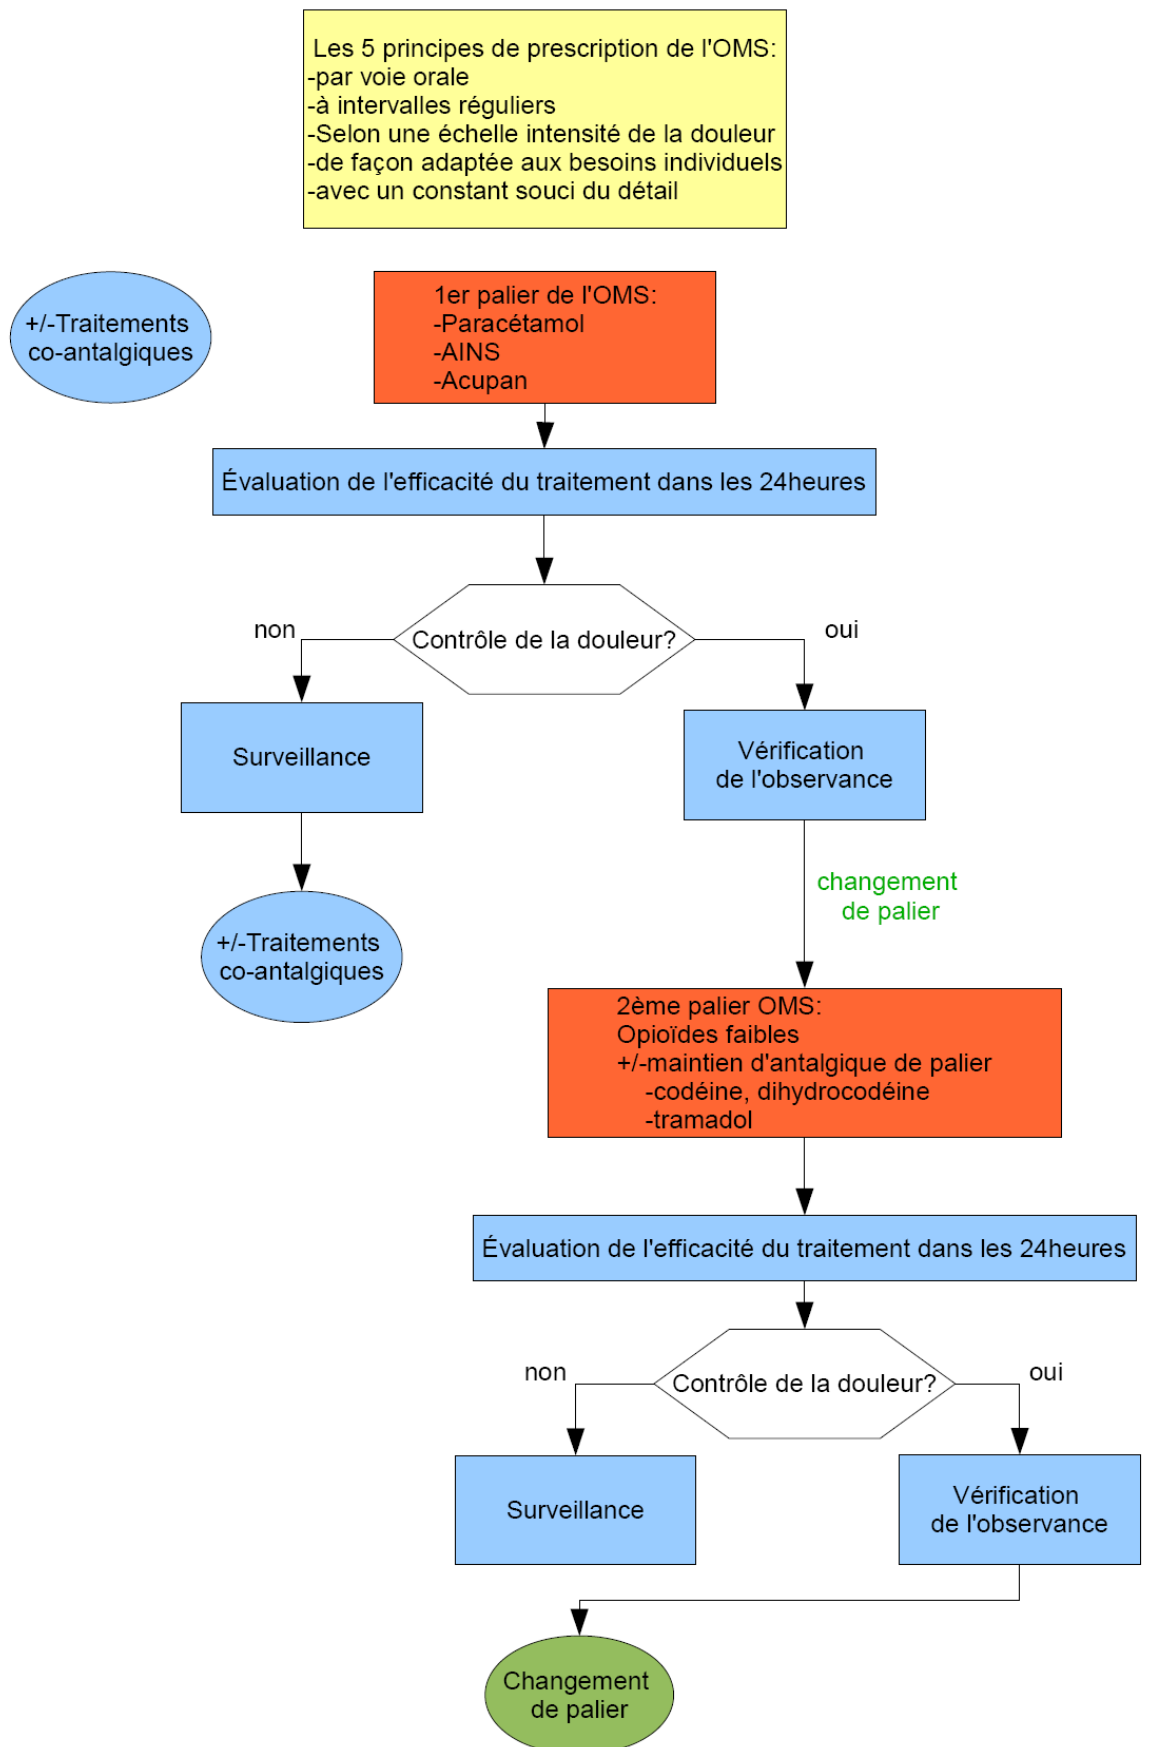 Les 5 principes de prescription de l'OMS:
-par voie orale
-à intervalles réguliers
-Selon une échelle intensité de la douleur
-de façon adaptée aux besoins individuels
-avec un constant souci du détail
+/-Traitements
co-antalgiques
1er palier de l'OMS:
-Paracétamol
-AINS
-Acupan
Évaluation de l'efficacité du traitement dans les 24heures
non
Contrôle de la douleur?
oui
Surveillance
Vérification
de l'observance
+/-Traitements
co-antalgiques
changement
de palier
2ème palier OMS:
Opioïdes faibles
+/-maintien d'antalgique de palier
-codéine, dihydrocodéine
-tramadol
Évaluation de l'efficacité du traitement dans les 24heures
non
Contrôle de la douleur?
oui
Surveillance
Vérification
de l'observance
Changement
de palier